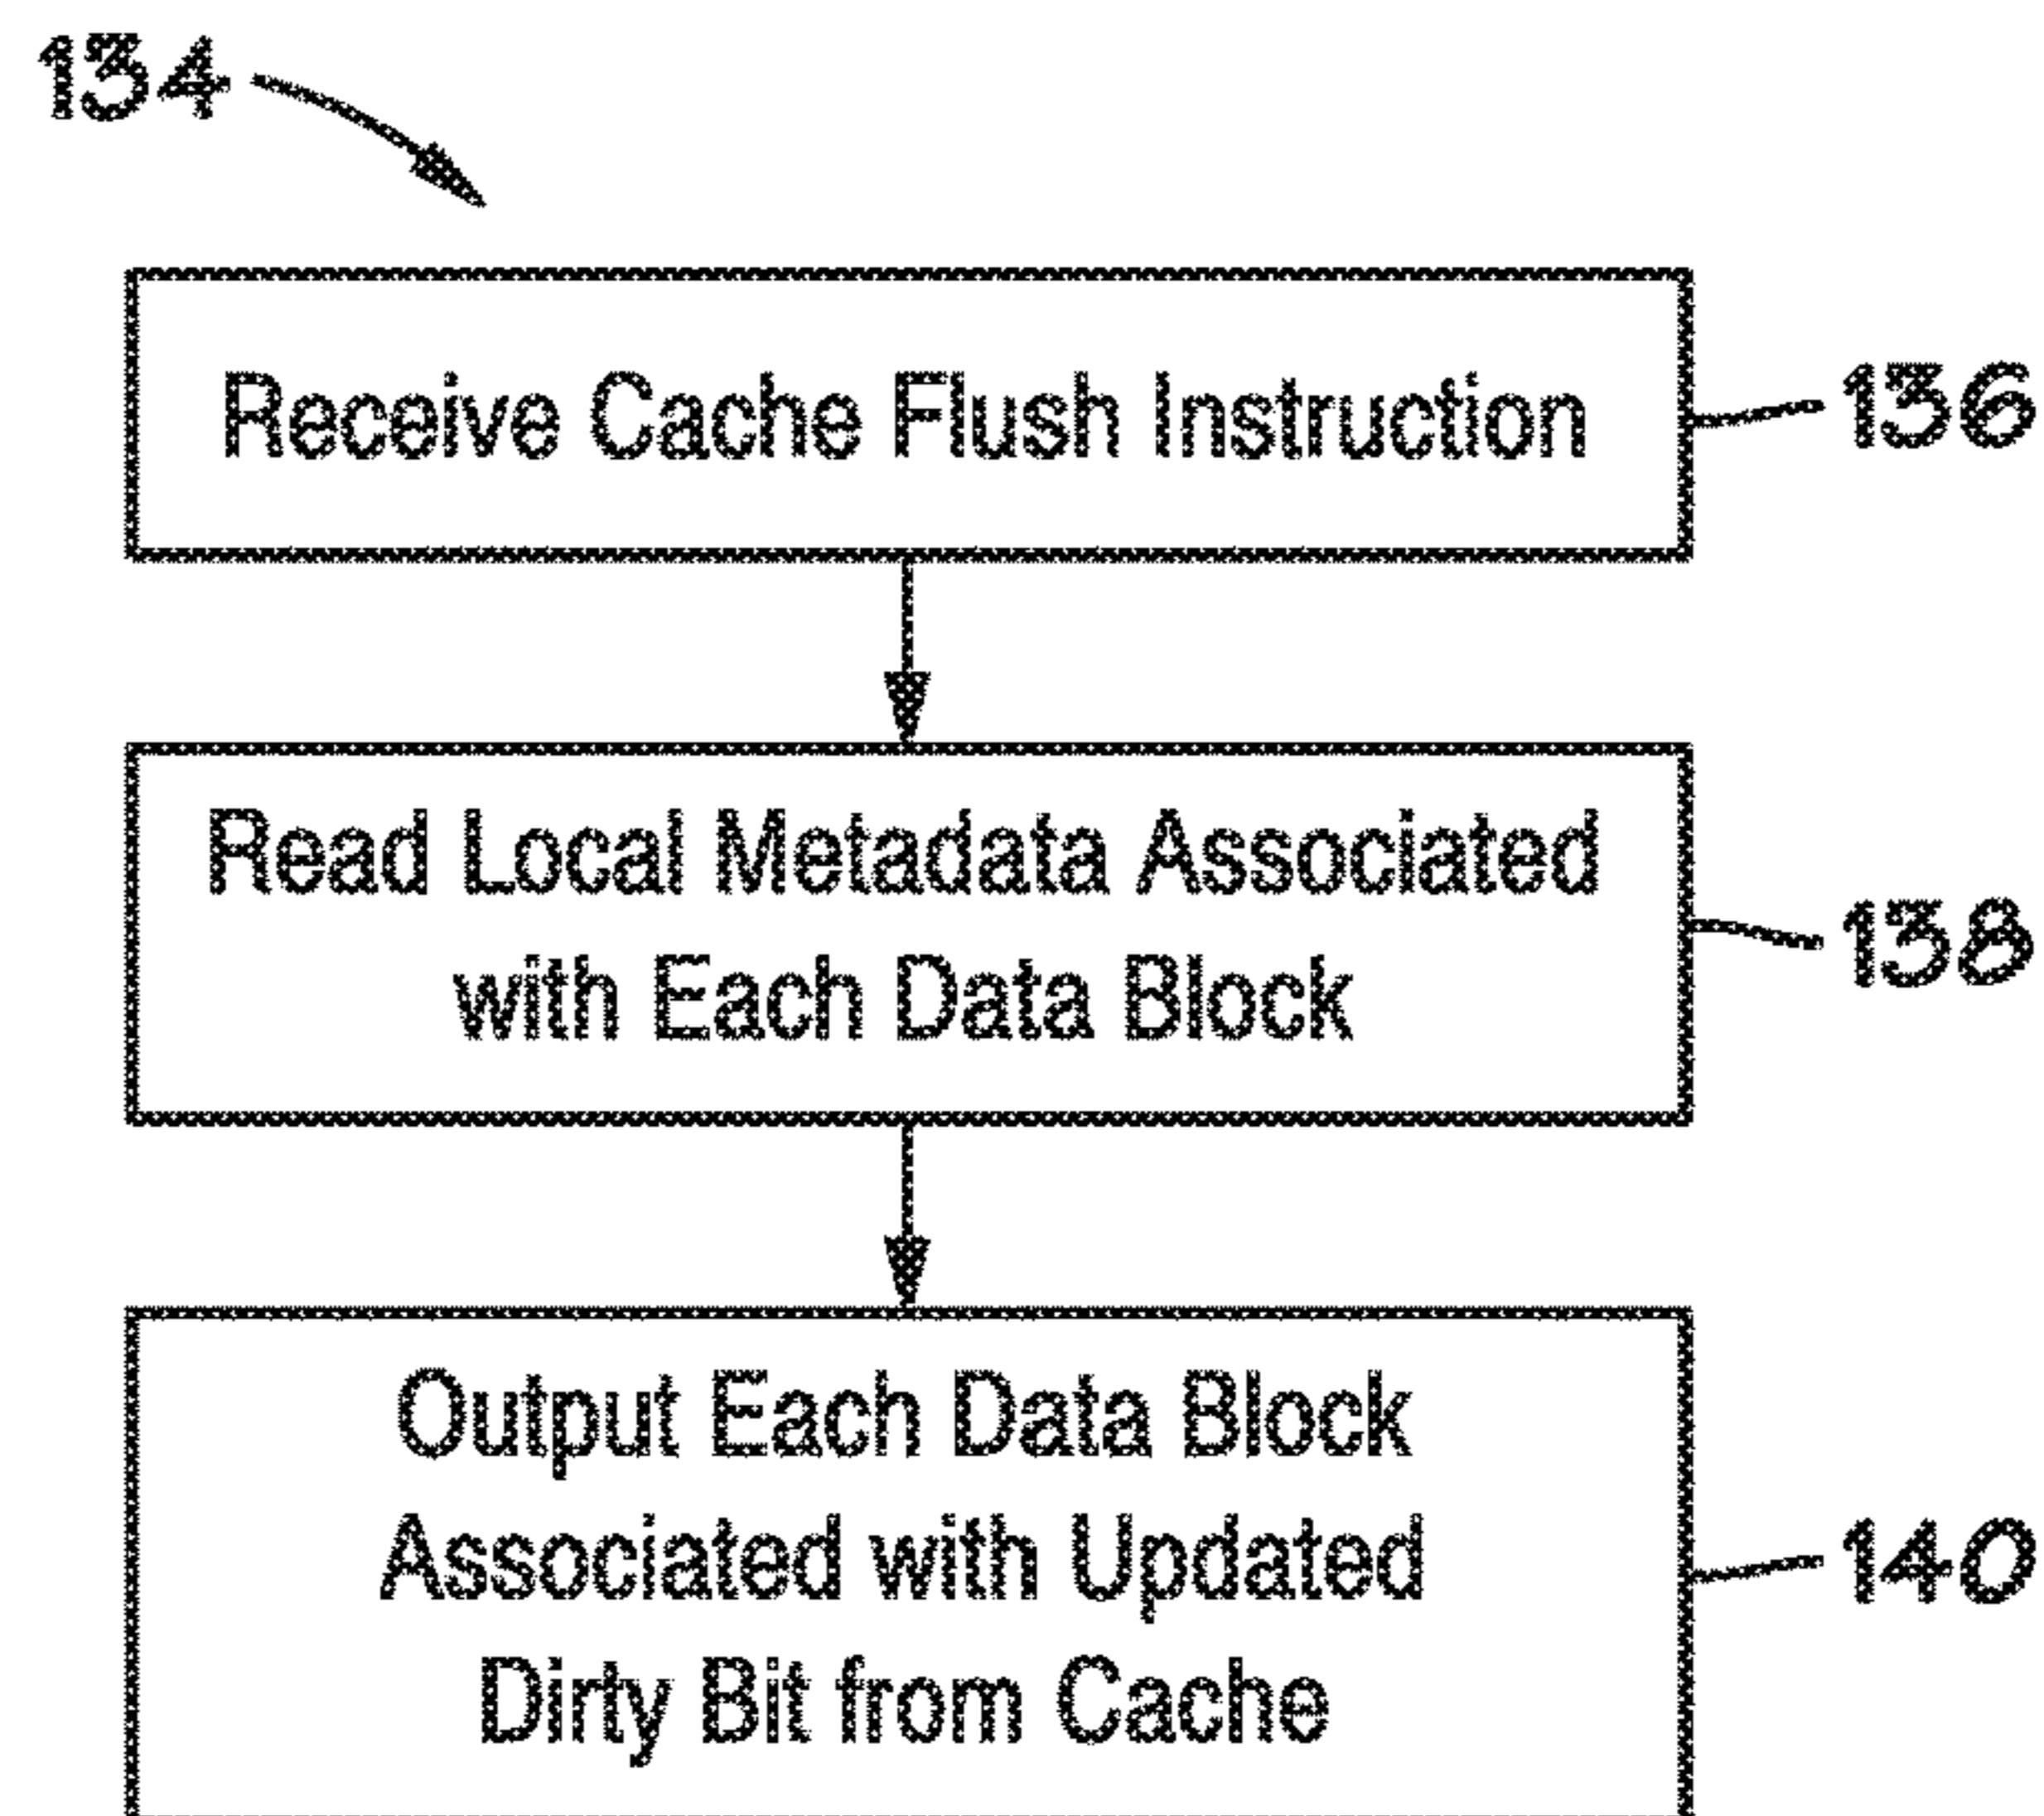 134
Receive Cache Flush Instruction
136
Read Local Metadata Associated
with Each Data Block
138
Output Each Data Block
Associated with Updated
Dirty Bit from Cache
140